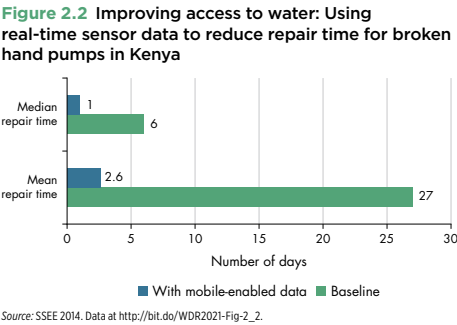 Figure 2.2 Improving access to water: Using
real-time sensor data to reduce repair time for broken
hand pumps in Kenya
Median
repair time
1
6
Mean
repair time
2.6
27
0 5 10 15 20 25 30
Number of days
With mobile-enabled data Baseline
Source: SSEE 2014. Data at http://bit.do/WDR2021-Fig-2_2.